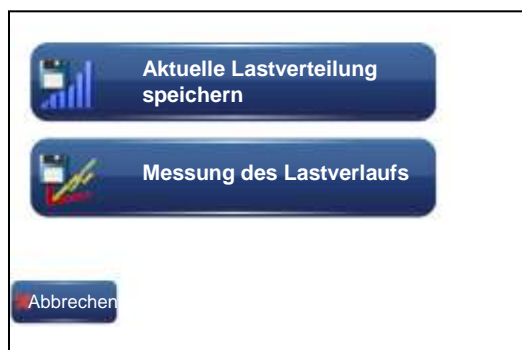 Aktuelle Lastverteilung
speichern
Messung des Lastverlaufs
Abbrechen